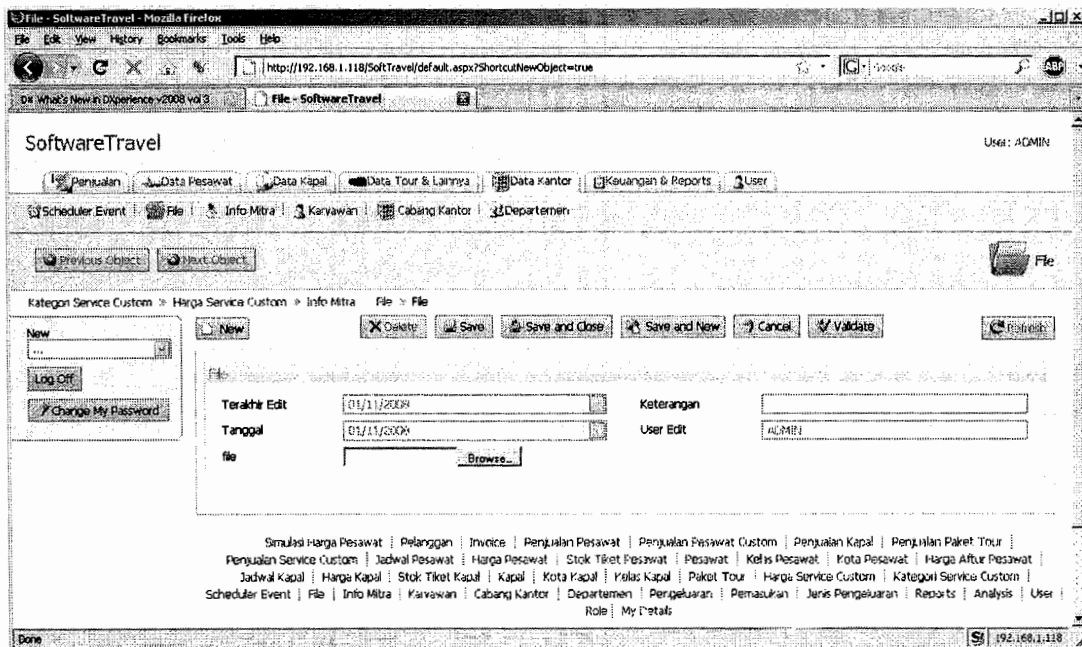 File - SoftwareTravel - Mozilla Firefox
File Edit View History Bookmarks Tools Help
http://192.168.1.118/SoftTravel/default.aspx?ShortcutNewObject=true
Google
ABP
DX What's New in DXperience v2008 vol 3
File - SoftwareTravel
SoftwareTravel
User: ADMIN
Penjualan Data Pesawat Data Kapal Data Tour & Lainnya Data Kantor Keuangan & Reports User
Scheduler Event File Info Mitra Karyawan Cabang Kantor Departemen
Previous Object Next Object File
Kategori Service Custom » Harga Service Custom » Info Mitra File » File
New
...
Log Off
Change My Password
New Delete Save Save and Close Save and New Cancel Validate Refresh
File
Terakhir Edit 01/11/2008 Keterangan
Tanggal 01/11/2008 User Edit ADMIN
file Browse...
Simulasi Harga Pesawat | Pelanggan | Invoice | Penjualan Pesawat | Penjualan Pesawat Custom | Penjualan Kapal | Penjualan Paket Tour |
Penjualan Service Custom | Jadwal Pesawat | Harga Pesawat | Stok Tiket Pesawat | Pesawat | Kelas Pesawat | Kota Pesawat | Harga Aftur Pesawat |
Jadwal Kapal | Harga Kapal | Stok Tiket Kapal | Kapal | Kota Kapal | Kelas Kapal | Paket Tour | Harga Service Custom | Kategori Service Custom |
Scheduler Event | File | Info Mitra | Karyawan | Cabang Kantor | Departemen | Pengeluaran | Pemasukan | Jenis Pengeluaran | Reports | Analysis | User |
Role | My Details
Done
192.168.1.118